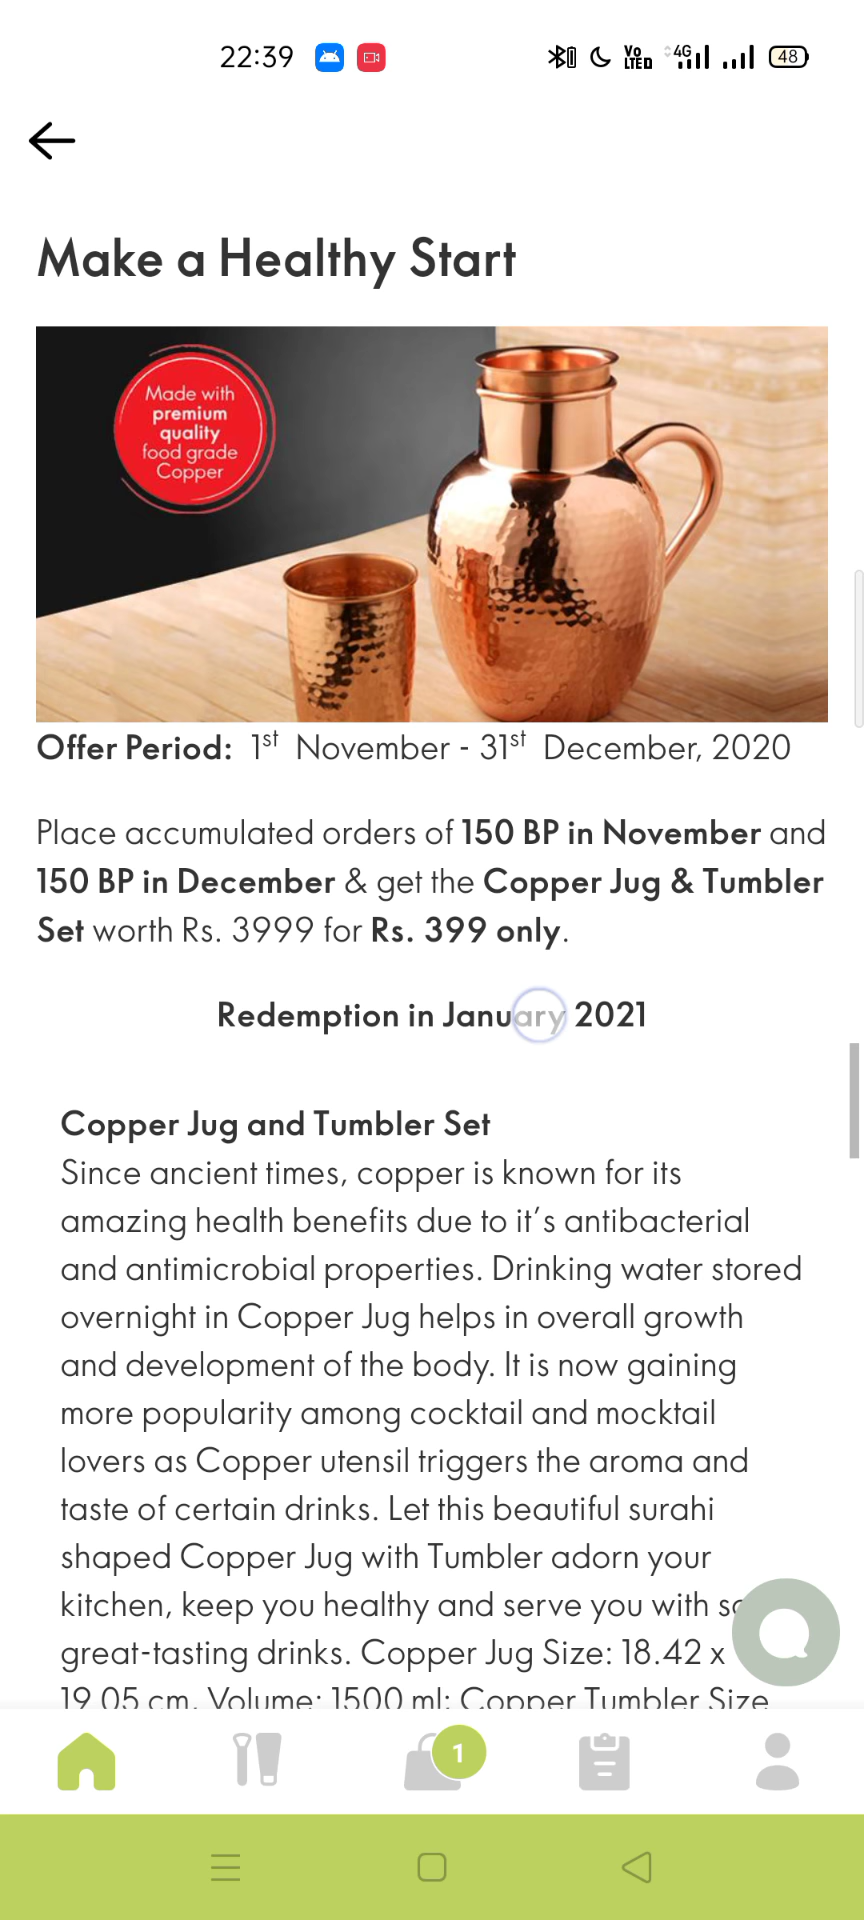 22:39
Vo
LTED
4G
48
Make a Healthy Start
Made with
premium
quality
food grade
Copper
Offer Period: 1st November - 31st December, 2020
Place accumulated orders of 150 BP in November and
150 BP in December & get the Copper Jug & Tumbler
Set worth Rs. 3999 for Rs. 399 only.
Redemption in January 2021
Copper Jug and Tumbler Set
Since ancient times, copper is known for its
amazing health benefits due to it's antibacterial
and antimicrobial properties. Drinking water stored
overnight in Copper Jug helps in overall growth
and development of the body. It is now gaining
more popularity among cocktail and mocktail
lovers as Copper utensil triggers the aroma and
taste of certain drinks. Let this beautiful surahi
shaped Copper Jug with Tumbler adorn your
kitchen, keep you healthy and serve you with
great-tasting drinks. Copper Jug Size: 18.42 x
19.05 cm. Volume: 1500 ml; Copper Tumbler Size
1